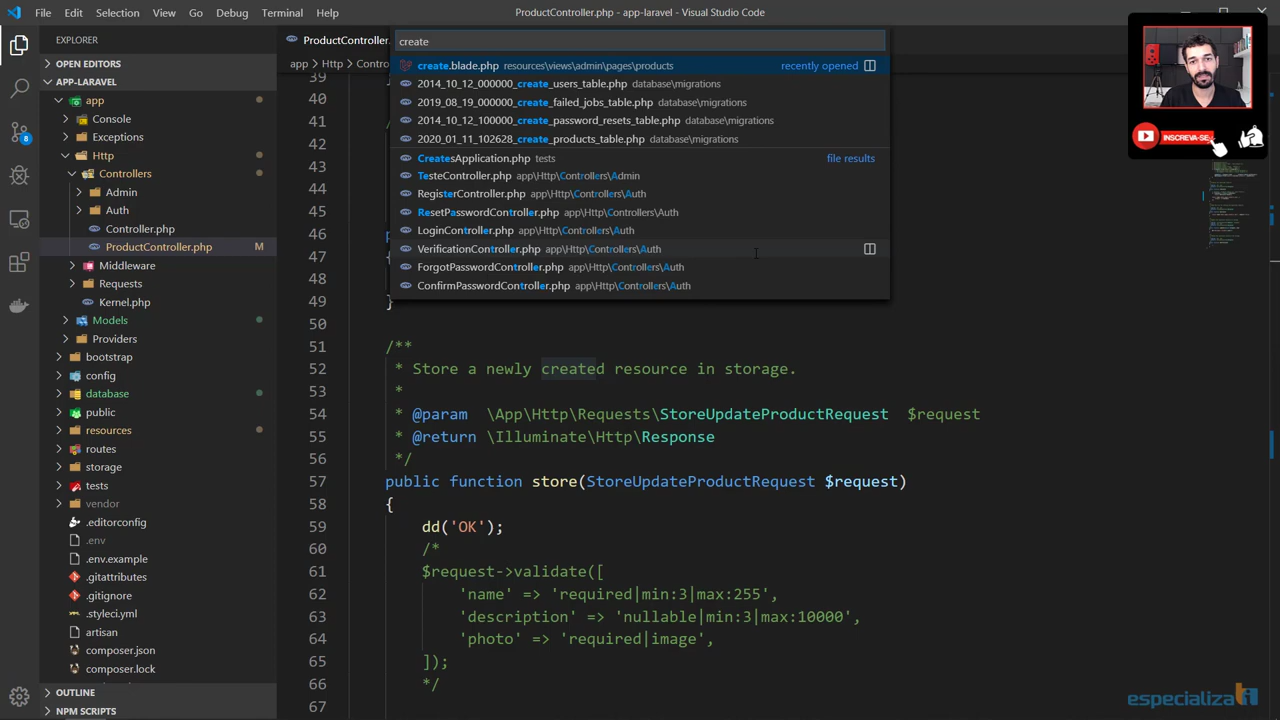 File Edit Selection View Go Debug Terminal Help
ProductController.php - app-laravel - Visual Studio Code
EXPLORER
OPEN EDITORS
APP-LARAVEL
app
Console
Exceptions
Http
Controllers
Admin
Auth
Controller.php
ProductController.php M
Middleware
Requests
Kernel.php
Models
Providers
bootstrap
config
database
public
resources
routes
storage
tests
vendor
.editorconfig
.env
.env.example
.gitattributes
.gitignore
.styleci.yml
artisan
composer.json
composer.lock
OUTLINE
NPM SCRIPTS
8
ProductController.
app > Http > Contro
create
create.blade.php resources\views\admin\pages\products recently opened
2014_10_12_000000_create_users_table.php database\migrations
2019_08_19_000000_create_failed_jobs_table.php database\migrations
2014_10_12_100000_create_password_resets_table.php database\migrations
2020_01_11_102628_create_products_table.php database\migrations
CreatesApplication.php tests file results
TesteController.php app\Http\Controllers\Admin
RegisterController.php app\Http\Controllers\Auth
ResetPasswordController.php app\Http\Controllers\Auth
LoginController.php app\Http\Controllers\Auth
VerificationController.php app\Http\Controllers\Auth
ForgotPasswordController.php app\Http\Controllers\Auth
ConfirmPasswordController.php app\Http\Controllers\Auth
39
40
41
42
43
44
45
46
47 {
48
49 }
50
51 /**
52 * Store a newly created resource in storage.
53 *
54 * @param \App\Http\Requests\StoreUpdateProductRequest $request
55 * @return \Illuminate\Http\Response
56 */
57 public function store(StoreUpdateProductRequest $request)
58 {
59 dd('OK');
60 /*
61 $request->validate([
62 'name' => 'required|min:3|max:255',
63 'description' => 'nullable|min:3|max:10000',
64 'photo' => 'required|image',
65 ]);
66 */
67
INSCREVA-SE
especializati